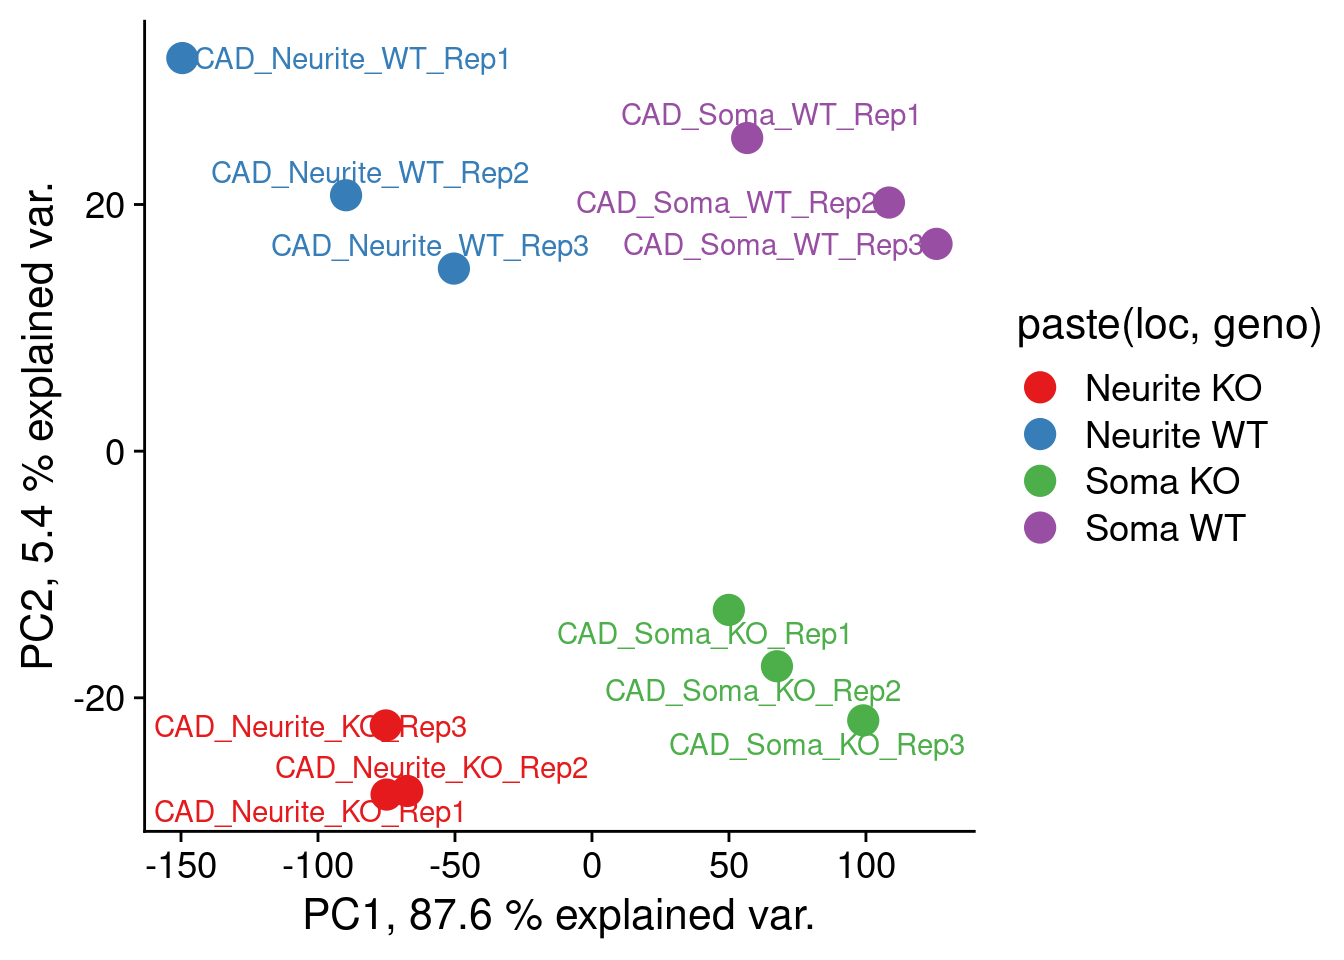 CAD_Neurite_WT_Rep1
CAD_Soma_WT_Rep1
CAD_Neurite_WT_Rep2
CAD_Soma_WT_Rep2
CAD_Neurite_WT_Rep3
CAD_Soma_WT_Rep3
CAD_Soma_KO_Rep1
CAD_Soma_KO_Rep2
CAD_Neurite_KO_Rep3
CAD_Soma_KO_Rep3
CAD_Neurite_KO_Rep2
CAD_Neurite_KO_Rep1
20
0
-20
PC2, 5.4 % explained var.
-150 -100 -50 0 50 100
PC1, 87.6 % explained var.
paste(loc, geno)
Neurite KO
Neurite WT
Soma KO
Soma WT